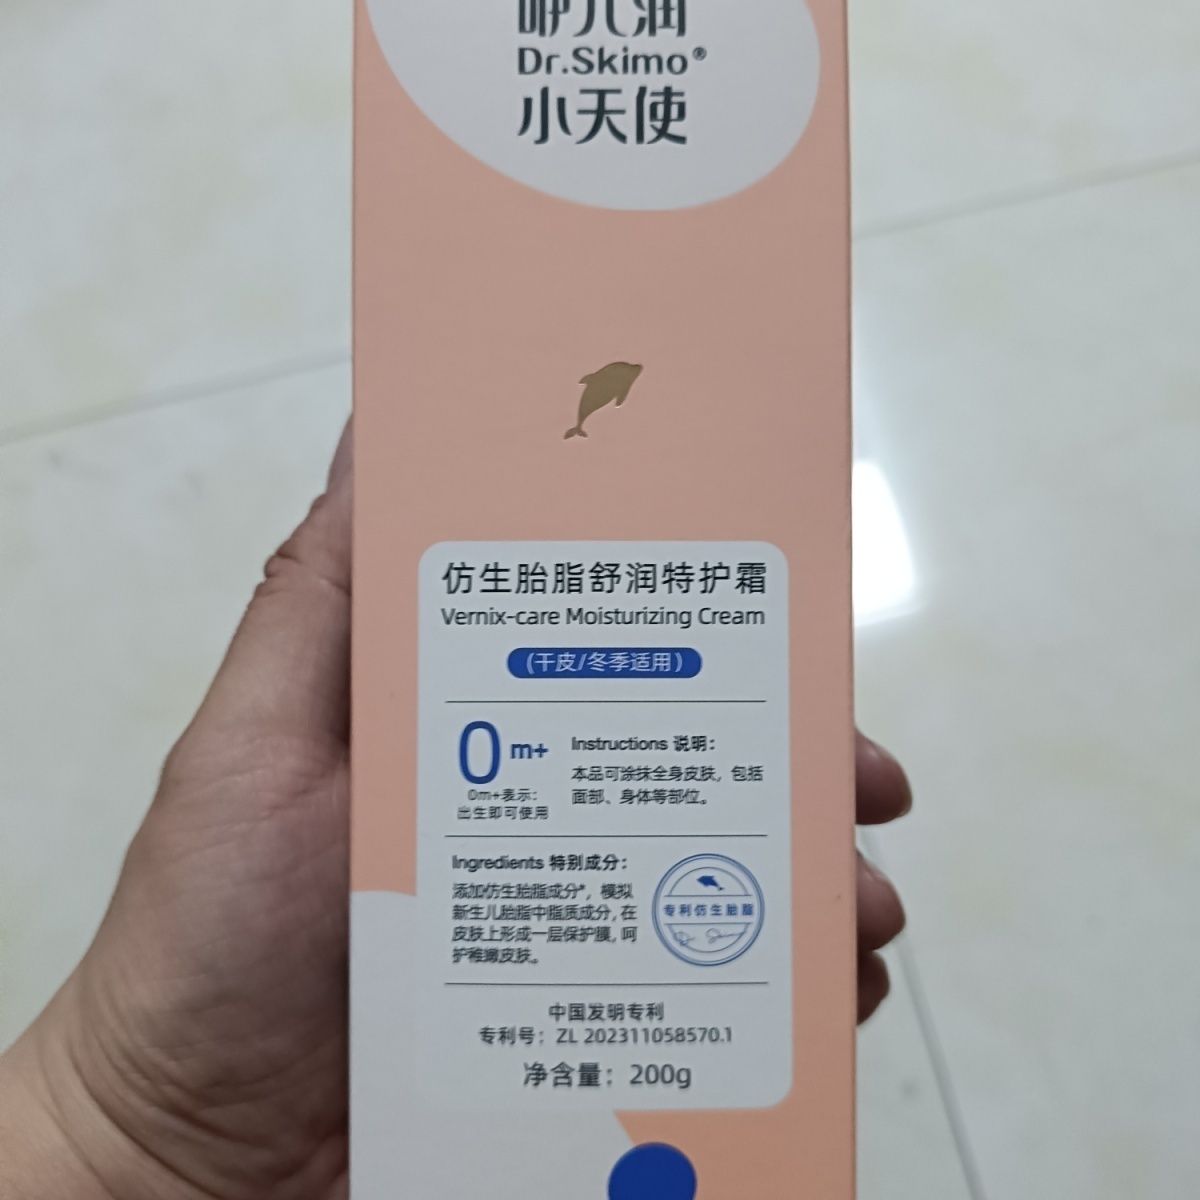 咿儿润
Dr.Skimo®
小天使
仿生胎脂舒润特护霜
Vernix-care Moisturizing Cream
(干皮/冬季适用)
0m+
0m+表示:
出生即可使用
Instructions 说明:
本品可涂抹全身皮肤，包括
面部、身体等部位。
Ingredients 特别成分:
添加仿生胎脂成分*，模拟
新生儿胎脂中脂质成分,在
皮肤上形成一层保护膜,呵
护稚嫩皮肤。
专利仿生胎脂
中国发明专利
专利号：ZL 202311058570.1
净含量：200g